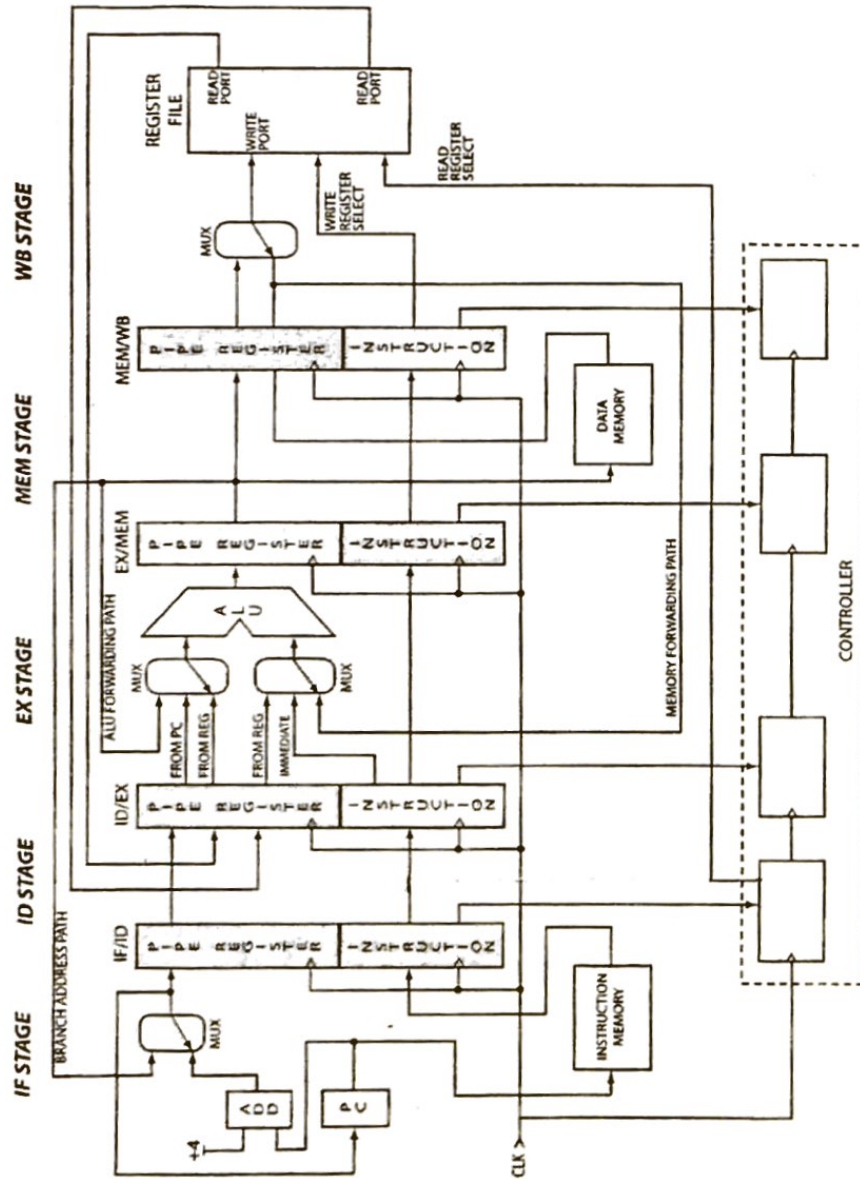 IF STAGE
ID STAGE
EX STAGE
MEM STAGE
WB STAGE
BRANCH ADDRESS PATH
ALU FORWARDING PATH
REGISTER
FILE
READ
PORT
WRITE
PORT
READ
PORT
MUX
+4
ADD
PC
IF/ID
PIPE REGISTER
INSTRUCTION
ID/EX
PIPE REGISTER
INSTRUCTION
FROM PC
FROM REG
FROM REG
IMMEDIATE
MUX
MUX
ALU
EX/MEM
PIPE REGISTER
INSTRUCTION
MEM/WB
PIPE REGISTER
INSTRUCTION
MUX
WRITE
REGISTER
SELECT
READ
REGISTER
SELECT
INSTRUCTION
MEMORY
DATA
MEMORY
MEMORY FORWARDING PATH
CLK >
CONTROLLER